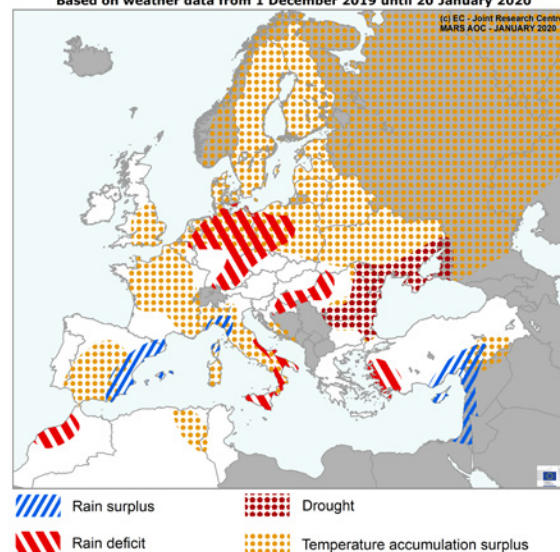 Based on weather data from 1 December 2019 until 20 January 2020
(c) EC - Joint Research Centre
MARS AOC - JANUARY 2020
Rain surplus
Drought
Rain deficit
Temperature accumulation surplus